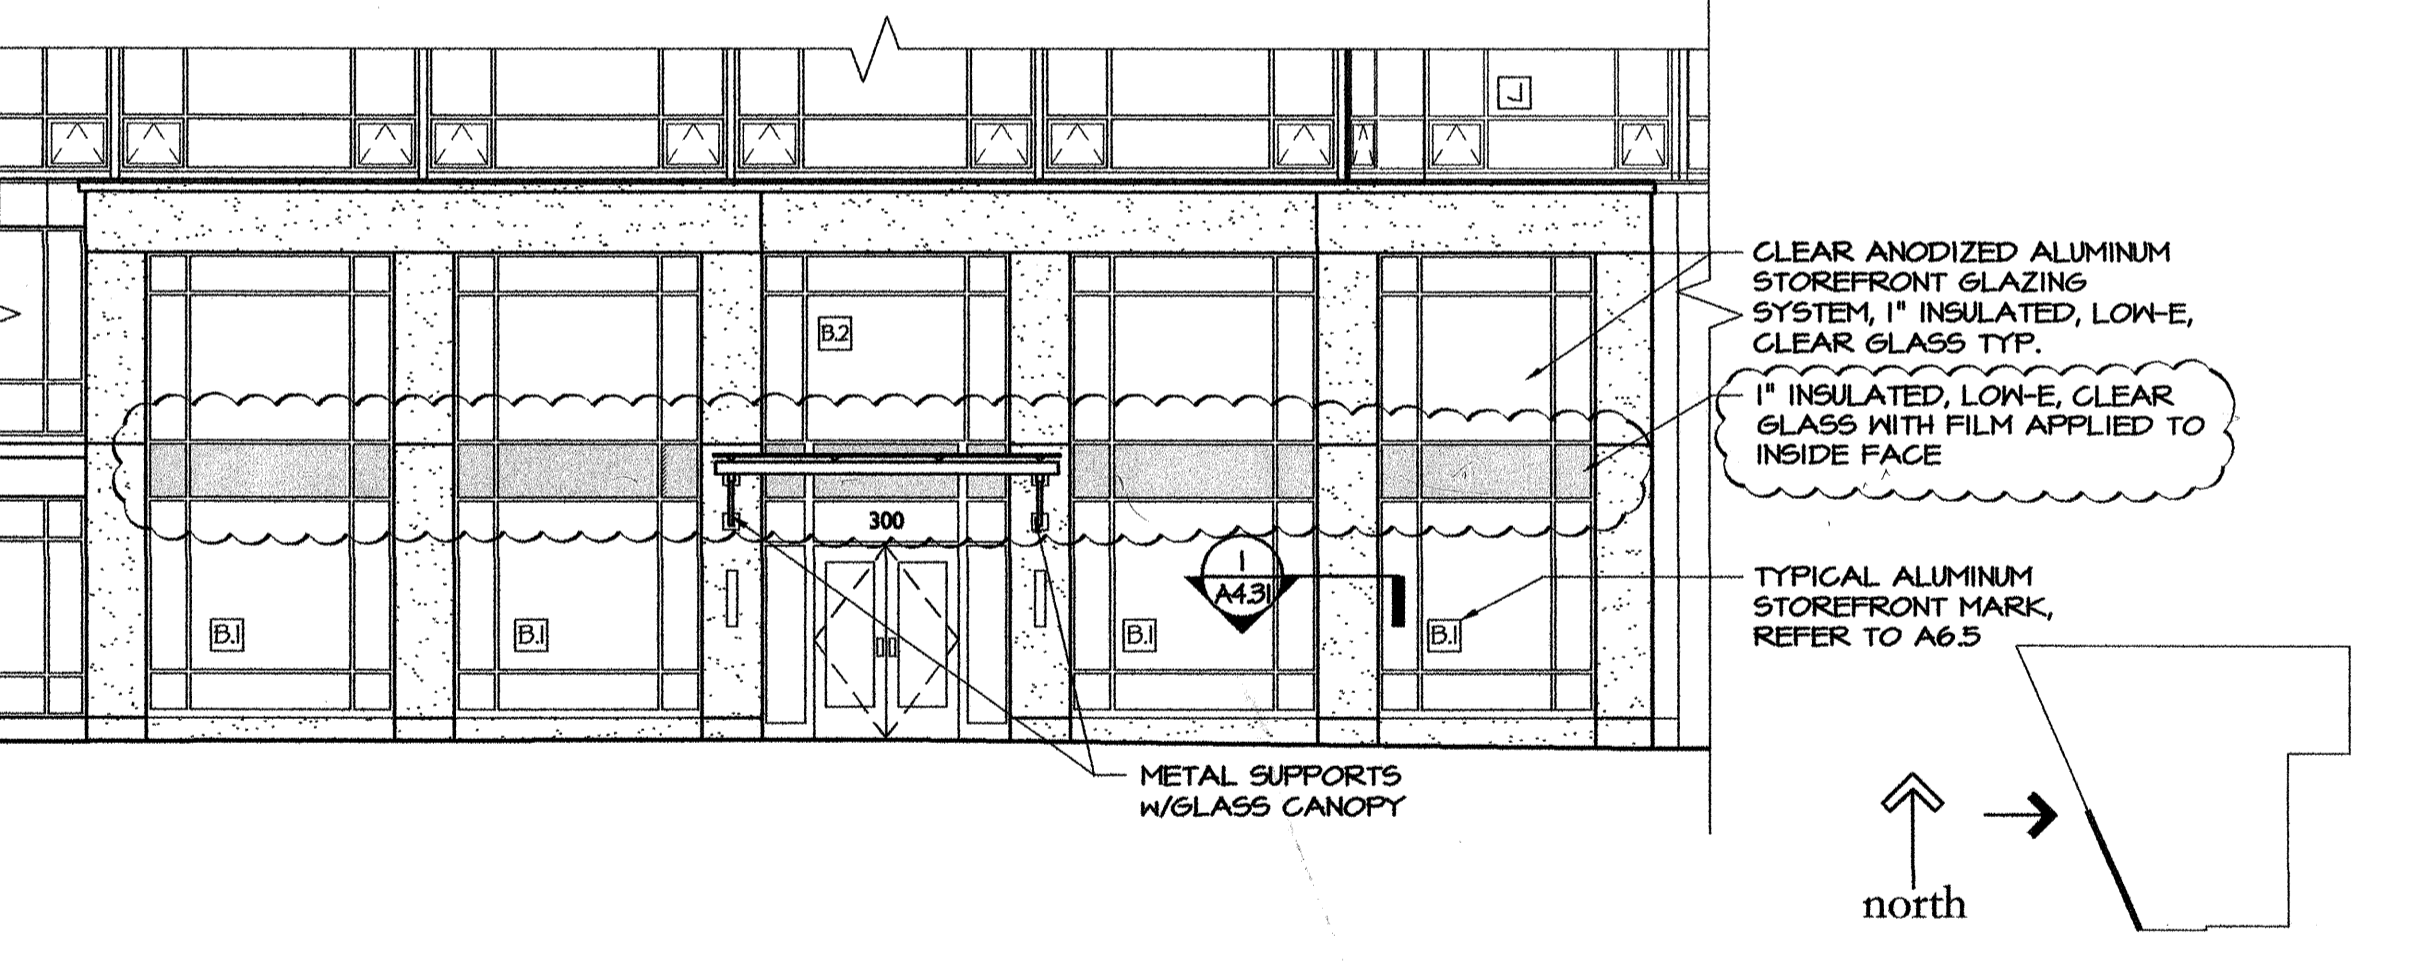 J
CLEAR ANODIZED ALUMINUM
STOREFRONT GLAZING
SYSTEM, 1" INSULATED, LOW-E,
CLEAR GLASS TYP.
B.2
1" INSULATED, LOW-E, CLEAR
GLASS WITH FILM APPLIED TO
INSIDE FACE
300
1
A4.31
TYPICAL ALUMINUM
STOREFRONT MARK,
REFER TO A6.5
B.1
B.1
B.1
B.1
METAL SUPPORTS
W/GLASS CANOPY
north